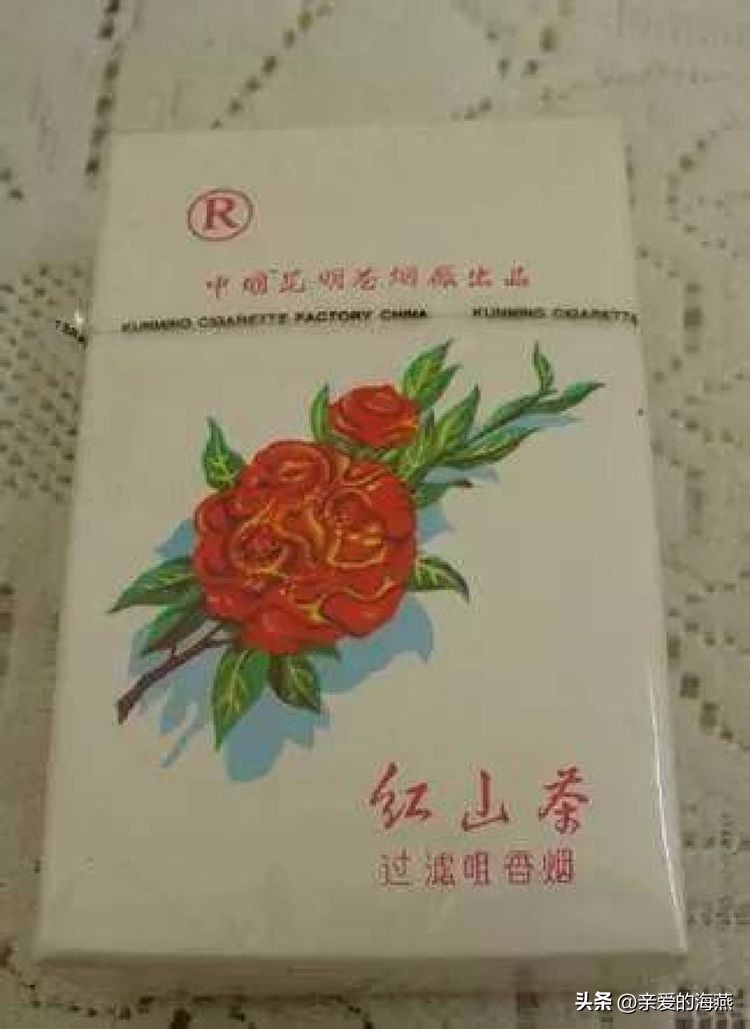 R
中国昆明卷烟厂出品
KUNMING CIGARETTE FACTORY CHINA KUNMING CIGARETTE
红山茶
过滤咀香烟
头条 @亲爱的海燕